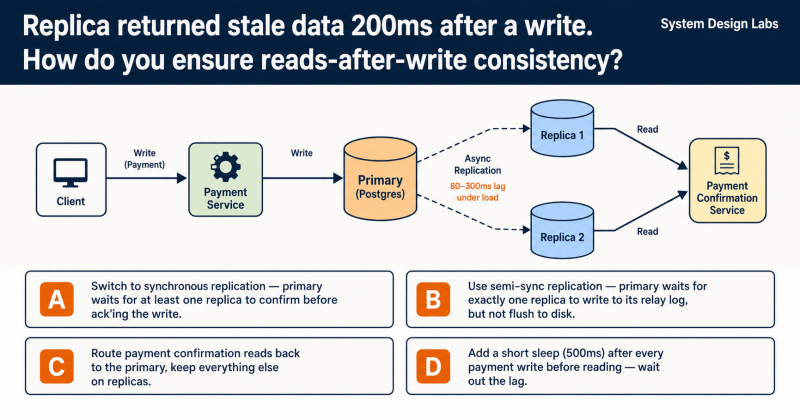 Replica returned stale data 200ms after a write.
How do you ensure reads-after-write consistency?
System Design Labs
Client
Write
(Payment)
Payment
Service
Write
Primary
(Postgres)
Async
Replication
80–300ms lag
under load
Replica 1
Replica 2
Read
Read
$
Payment
Confirmation
Service
A
Switch to synchronous replication — primary
waits for at least one replica to confirm before
ack'ing the write.
B
Use semi-sync replication — primary waits for
exactly one replica to write to its relay log,
but not flush to disk.
C
Route payment confirmation reads back
to the primary, keep everything else
on replicas.
D
Add a short sleep (500ms) after every
payment write before reading — wait
out the lag.